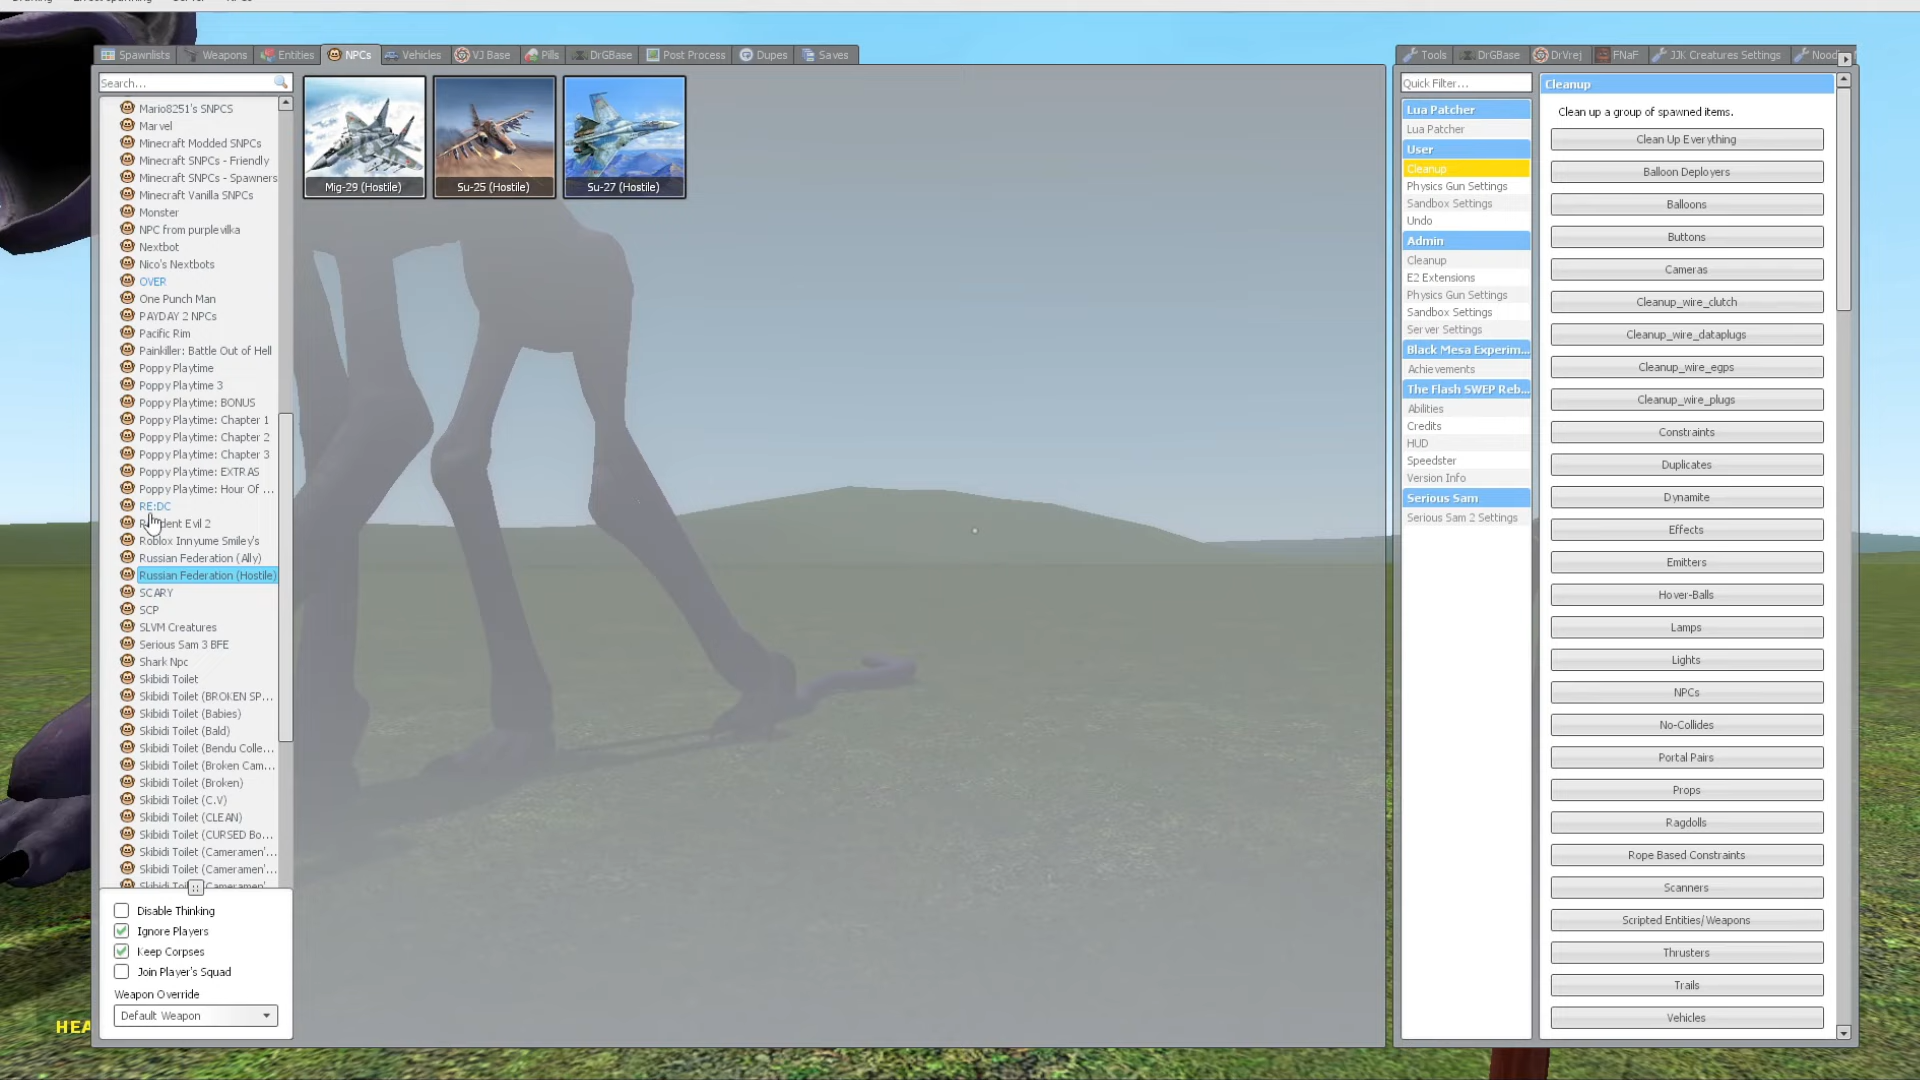 Spawnlists
Weapons
Entities
NPCs
Vehicles
VJ Base
Pills
DrGBase
Post Process
Dupes
Saves
Search...
Mario8251's SNPCS
Marvel
Minecraft Modded SNPCs
Minecraft SNPCs - Friendly
Minecraft SNPCs - Spawners
Minecraft Vanilla SNPCs
Monster
NPC from purplevilka
Nextbot
Nico's Nextbots
OVER
One Punch Man
PAYDAY 2 NPCs
Pacific Rim
Painkiller: Battle Out of Hell
Poppy Playtime
Poppy Playtime 3
Poppy Playtime: BONUS
Poppy Playtime: Chapter 1
Poppy Playtime: Chapter 2
Poppy Playtime: Chapter 3
Poppy Playtime: EXTRAS
Poppy Playtime: Hour Of ...
RE:DC
Evil 2
Roblox Innyume Smiley's
Russian Federation (Ally)
Russian Federation (Hostile)
SCARY
SCP
SLVM Creatures
Serious Sam 3 BFE
Shark Npc
Skibidi Toilet
Skibidi Toilet (BROKEN SP...
Skibidi Toilet (Babies)
Skibidi Toilet (Bald)
Skibidi Toilet (Bendu Colle...
Skibidi Toilet (Broken Cam...
Skibidi Toilet (Broken)
Skibidi Toilet (C.V)
Skibidi Toilet (CLEAN)
Skibidi Toilet (CURSED Bo...
Skibidi Toilet (Cameramen'...
Skibidi Toilet (Cameramen'...
Disable Thinking
Ignore Players
Keep Corpses
Join Player's Squad
Weapon Override
Default Weapon
HEA
Mig-29 (Hostile)
Su-25 (Hostile)
Su-27 (Hostile)
Tools
DrGBase
DrVrej
FNaF
JJK Creatures Settings
Quick Filter...
Lua Patcher
Lua Patcher
User
Cleanup
Physics Gun Settings
Sandbox Settings
Undo
Admin
Cleanup
E2 Extensions
Physics Gun Settings
Sandbox Settings
Server Settings
Black Mesa Experim...
Achievements
The Flash SWEP Reb...
Abilities
Credits
HUD
Speedster
Version Info
Serious Sam
Serious Sam 2 Settings
Cleanup
Clean up a group of spawned items.
Clean Up Everything
Balloon Deployers
Balloons
Buttons
Cameras
Cleanup_wire_clutch
Cleanup_wire_dataplugs
Cleanup_wire_egps
Cleanup_wire_plugs
Constraints
Duplicates
Dynamite
Effects
Emitters
Hover-Balls
Lamps
Lights
NPCs
No-Collides
Portal Pairs
Props
Ragdolls
Rope Based Constraints
Scanners
Scripted Entities/Weapons
Thrusters
Trails
Vehicles